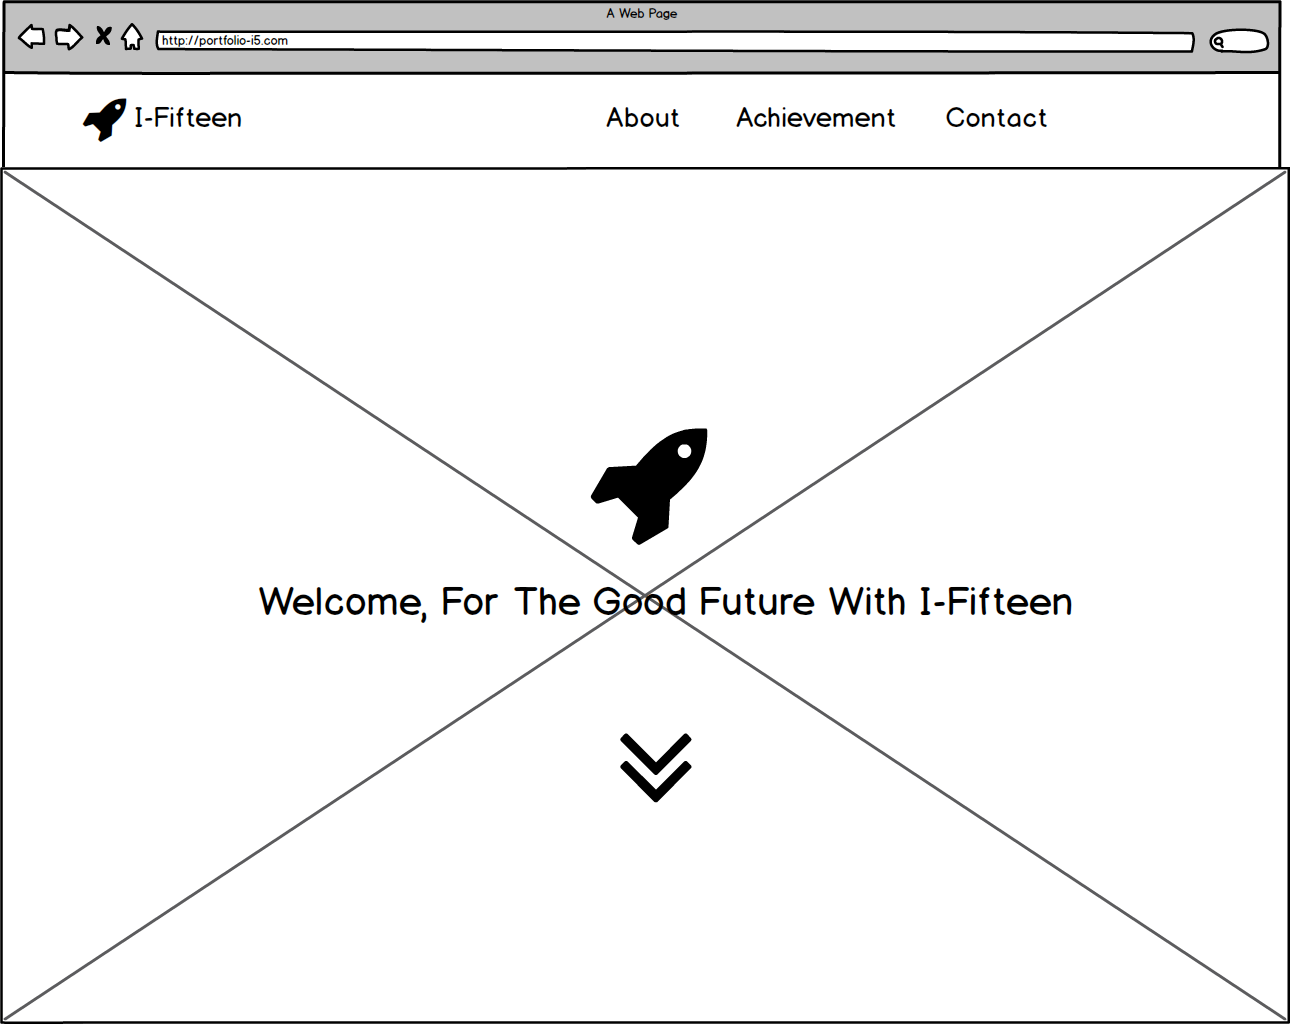 A Web Page
http://portfolio-i5.com
I-Fifteen
About
Achievement
Contact
Welcome, For The Good Future With I-Fifteen